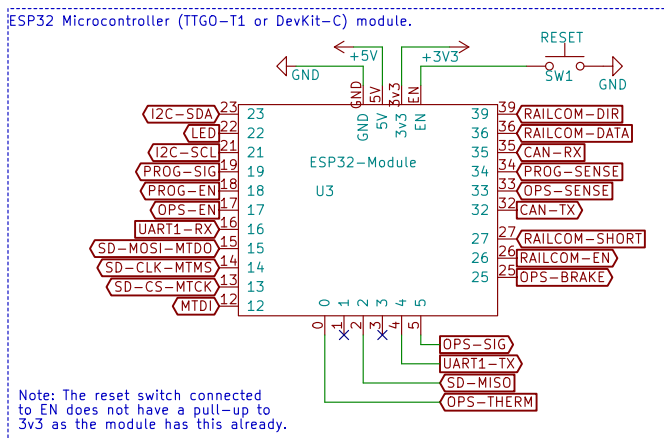 ESP32 Microcontroller (TTGO-T1 or DevKit-C) module.
+5V
+3V3
RESET
GND
SW1
GND
GND
5V
3v3
EN
GND
5V
3v3
EN
I2C-SDA 23 23
LED 22 22
I2C-SCL 21 21
PROG-SIG 19 19
PROG-EN 18 18
OPS-EN 17 17
UART1-RX 16 16
SD-MOSI-MTDO 15 15
SD-CLK-MTMS 14 14
SD-CS-MTCK 13 13
MTDI 12 12
ESP32-Module
U3
39 39 RAILCOM-DIR
36 36 RAILCOM-DATA
35 35 CAN-RX
34 34 PROG-SENSE
33 33 OPS-SENSE
32 32 CAN-TX
27 27 RAILCOM-SHORT
26 26 RAILCOM-EN
25 25 OPS-BRAKE
0 1 2 3 4 5
0 1 2 3 4 5
OPS-SIG
UART1-TX
SD-MISO
OPS-THERM
Note: The reset switch connected
to EN does not have a pull-up to
3v3 as the module has this already.